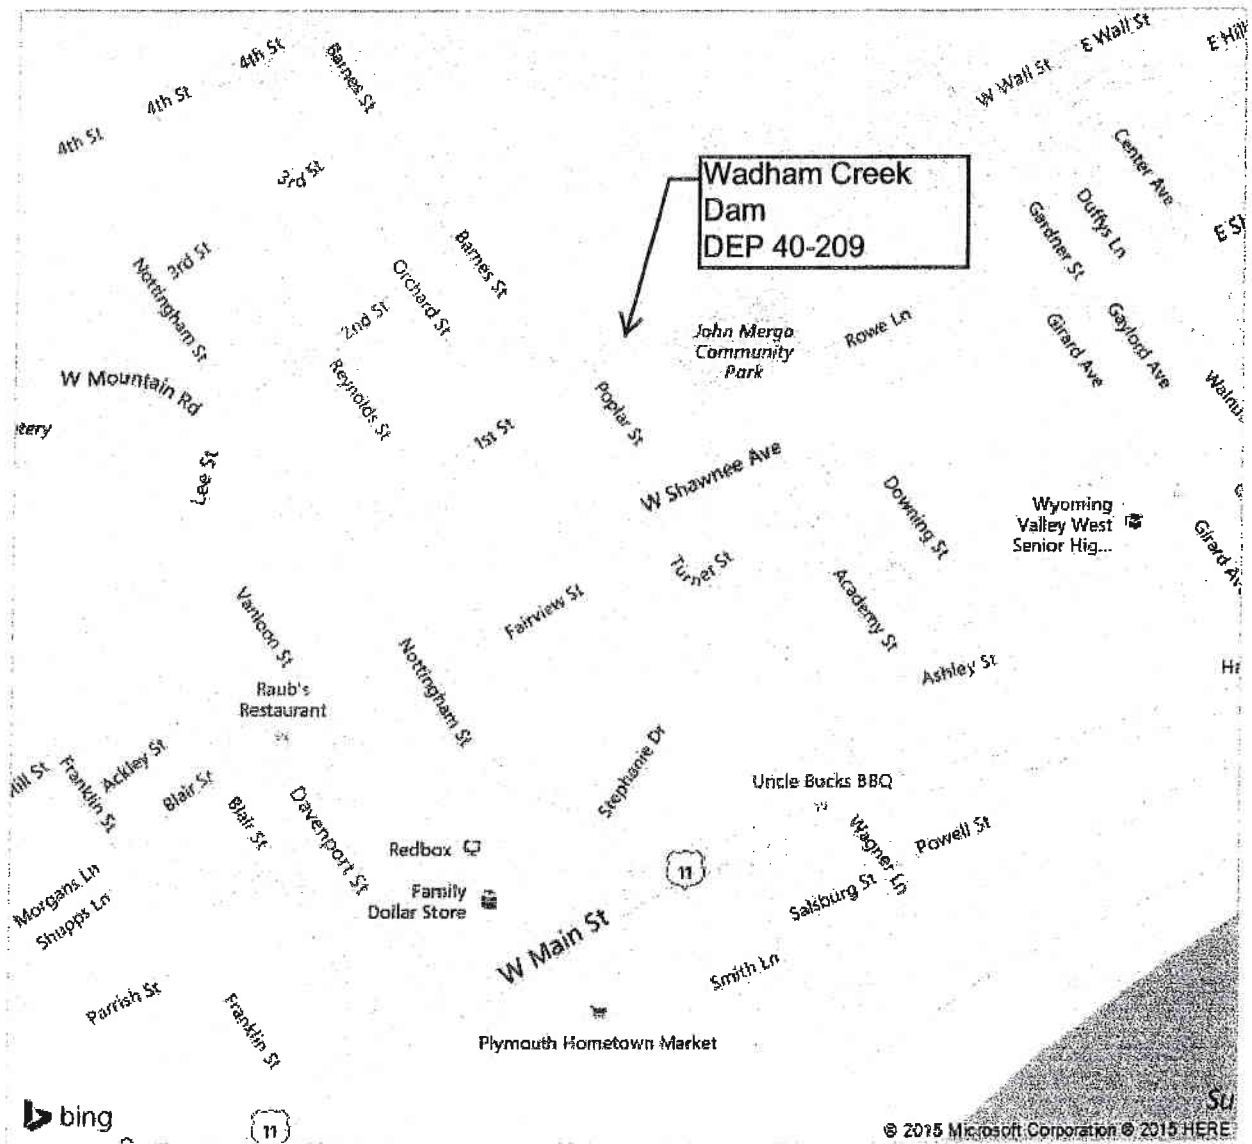 E Wall St
4th St
Barnes St
W Wall St
4th St
4th St
Center Ave
3rd St
Wadham Creek
Dam
DEP 40-209
Duffys Ln
Gardner St
Barnes St
3rd St
Nottingham St
Orchard St
2nd St
John Mergo
Community
Park
Rowe Ln
Girard Ave
Gaylord Ave
W Mountain Rd
Reynolds St
Poplar St
1st St
Lee St
W Shawnee Ave
Downing St
Wyoming
Valley West
Senior Hig...
Turner St
Vanloon St
Fairview St
Academy St
Nottingham St
Ashley St
Raub's
Restaurant
Franklin St
Ackley St
Blair St
Blair St
Davenport St
Stephanie Dr
Uncle Bucks BBQ
Redbox
11
Wagner Ln
Powell St
Family
Dollar Store
Salsburg St
Morgans Ln
Shupps Ln
W Main St
Smith Ln
Parrish St
Franklin St
Plymouth Hometown Market
bing
11
© 2015 Microsoft Corporation © 2015 HERE